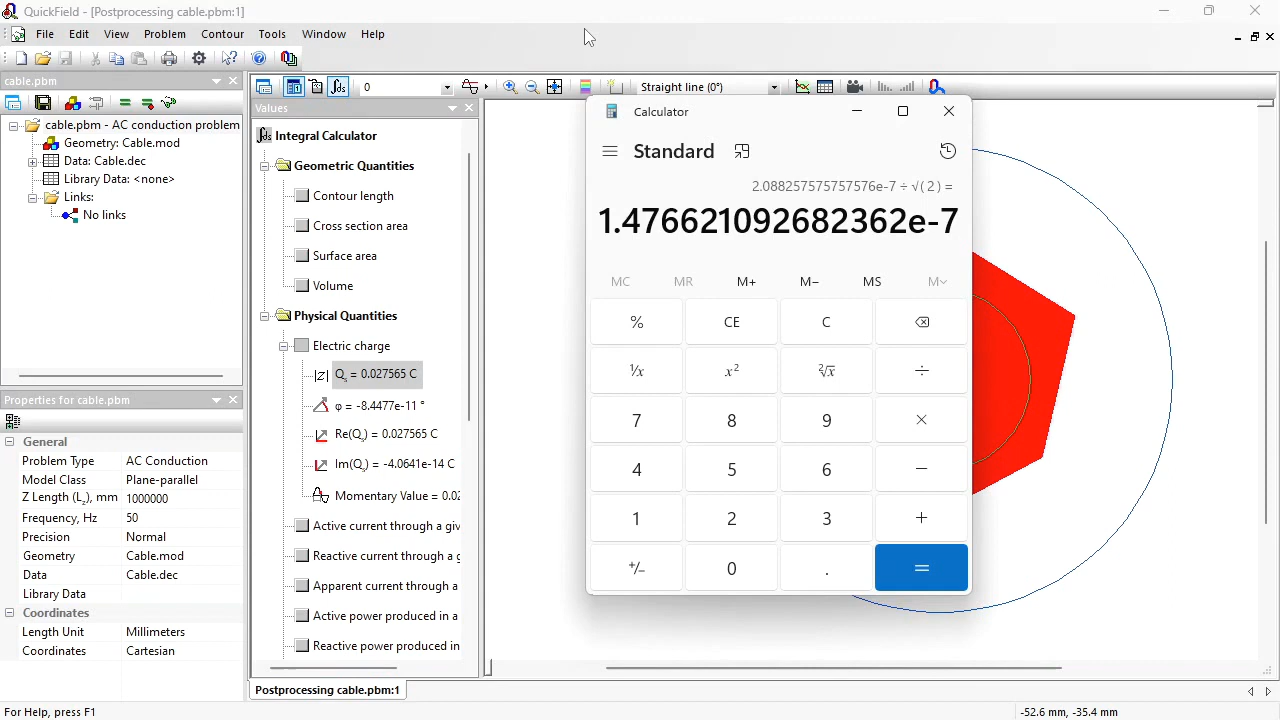 QuickField - [Postprocessing cable.pbm:1]
File Edit View Problem Contour Tools Window Help
0
Straight line (0°)
cable.pbm
cable.pbm - AC conduction problem
Geometry: Cable.mod
Data: Cable.dec
Library Data: <none>
Links:
No links
Properties for cable.pbm
General
Problem Type AC Conduction
Model Class Plane-parallel
Z Length (Lz), mm 1000000
Frequency, Hz 50
Precision Normal
Geometry Cable.mod
Data Cable.dec
Library Data
Coordinates
Length Unit Millimeters
Coordinates Cartesian
Values
Integral Calculator
Geometric Quantities
Contour length
Cross section area
Surface area
Volume
Physical Quantities
Electric charge
|z| Qs = 0.027565 C
φ = -8.4477e-11 °
Re(Qs) = 0.027565 C
Im(Qs) = -4.0641e-14 C
Momentary Value = 0.02
Active current through a giv
Reactive current through a g
Apparent current through a
Active power produced in a
Reactive power produced in
Calculator
Standard
2.088257575757576e-7 ÷ √( 2 ) =
1.476621092682362e-7
MC MR M+ M− MS M
% CE C
¹/x x² ²√x ÷
7 8 9 ×
4 5 6 −
1 2 3 +
+/− 0 . =
Postprocessing cable.pbm:1
For Help, press F1
-52.6 mm, -35.4 mm